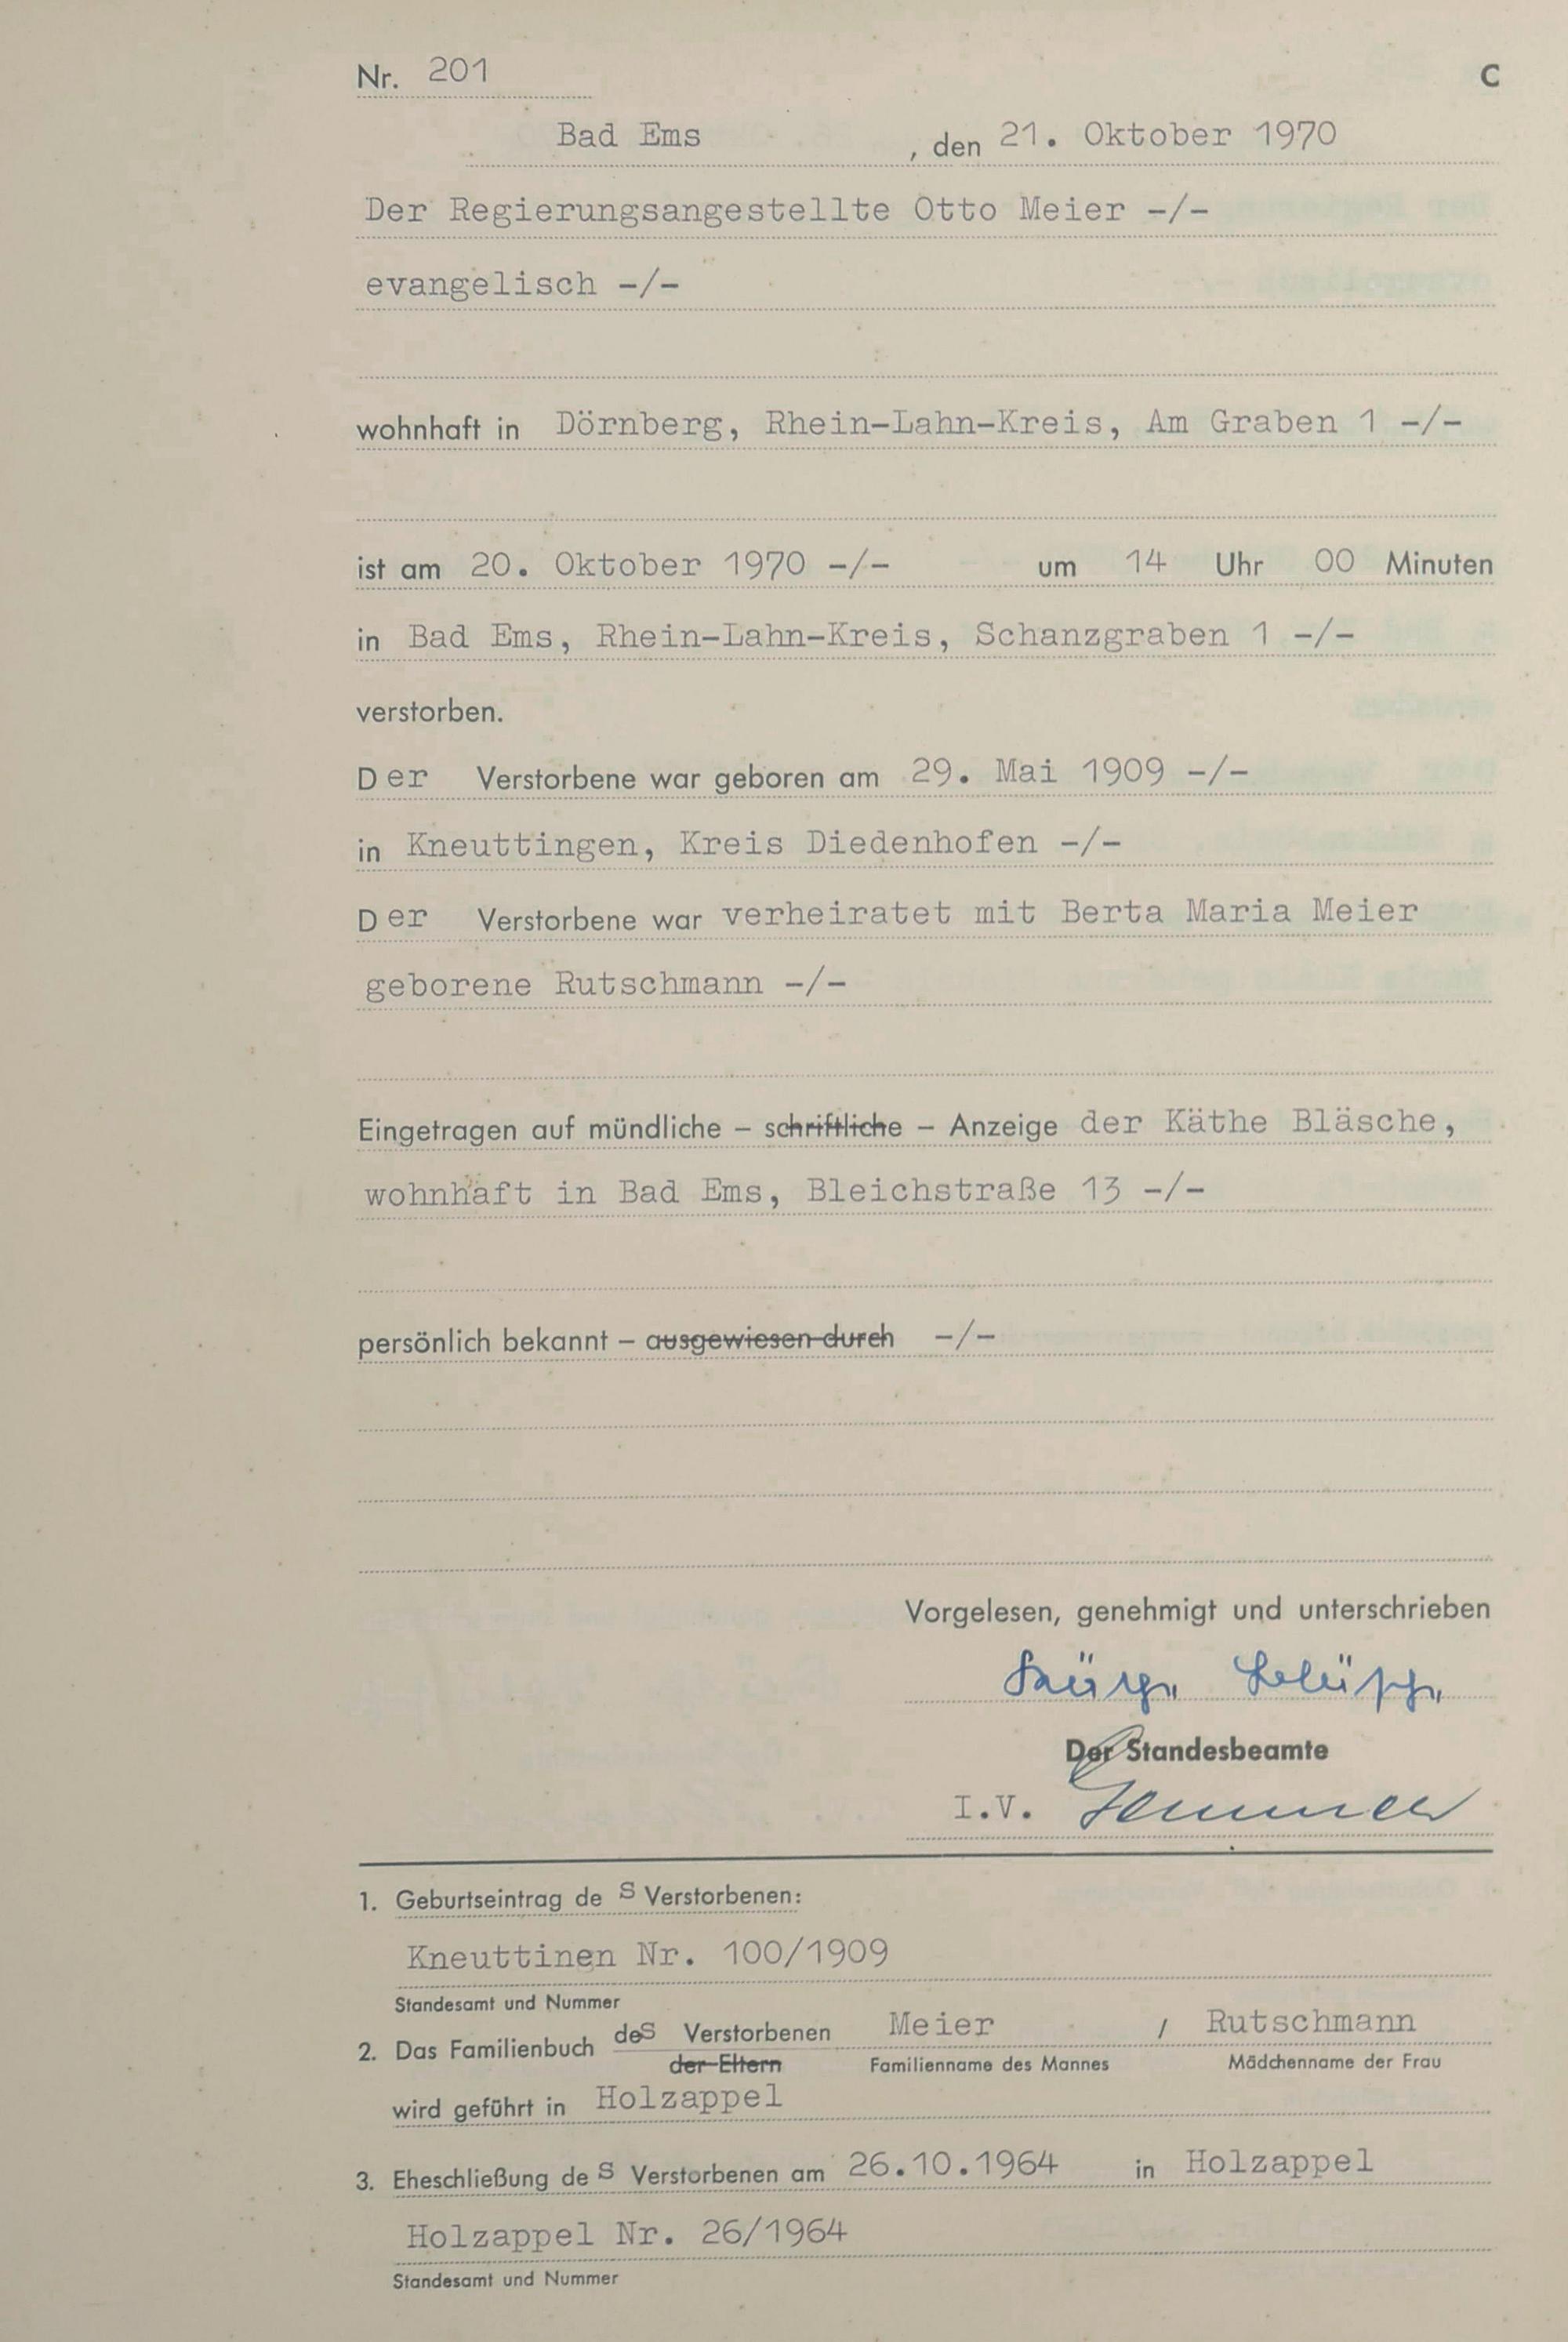 Nr. 201 C
Bad Ems , den 21. Oktober 1970
Der Regierungsangestellte Otto Meier -/-
evangelisch -/-
wohnhaft in Dörnberg, Rhein-Lahn-Kreis, Am Graben 1 -/-
ist am 20. Oktober 1970 -/- um 14 Uhr 00 Minuten
in Bad Ems, Rhein-Lahn-Kreis, Schanzgraben 1 -/-
verstorben.
Der Verstorbene war geboren am 29. Mai 1909 -/-
in Kneuttingen, Kreis Diedenhofen -/-
Der Verstorbene war verheiratet mit Berta Maria Meier
geborene Rutschmann -/-
Eingetragen auf mündliche – schriftliche – Anzeige der Käthe Bläsche,
wohnhaft in Bad Ems, Bleichstraße 13 -/-
persönlich bekannt – ausgewiesen durch -/-
Vorgelesen, genehmigt und unterschrieben
Der Standesbeamte
I.V.
1. Geburtseintrag des Verstorbenen:
Kneuttinen Nr. 100/1909
Standesamt und Nummer
2. Das Familienbuch des Verstorbenen Meier / Rutschmann
der Eltern Familienname des Mannes Mädchenname der Frau
wird geführt in Holzappel
3. Eheschließung des Verstorbenen am 26.10.1964 in Holzappel
Holzappel Nr. 26/1964
Standesamt und Nummer